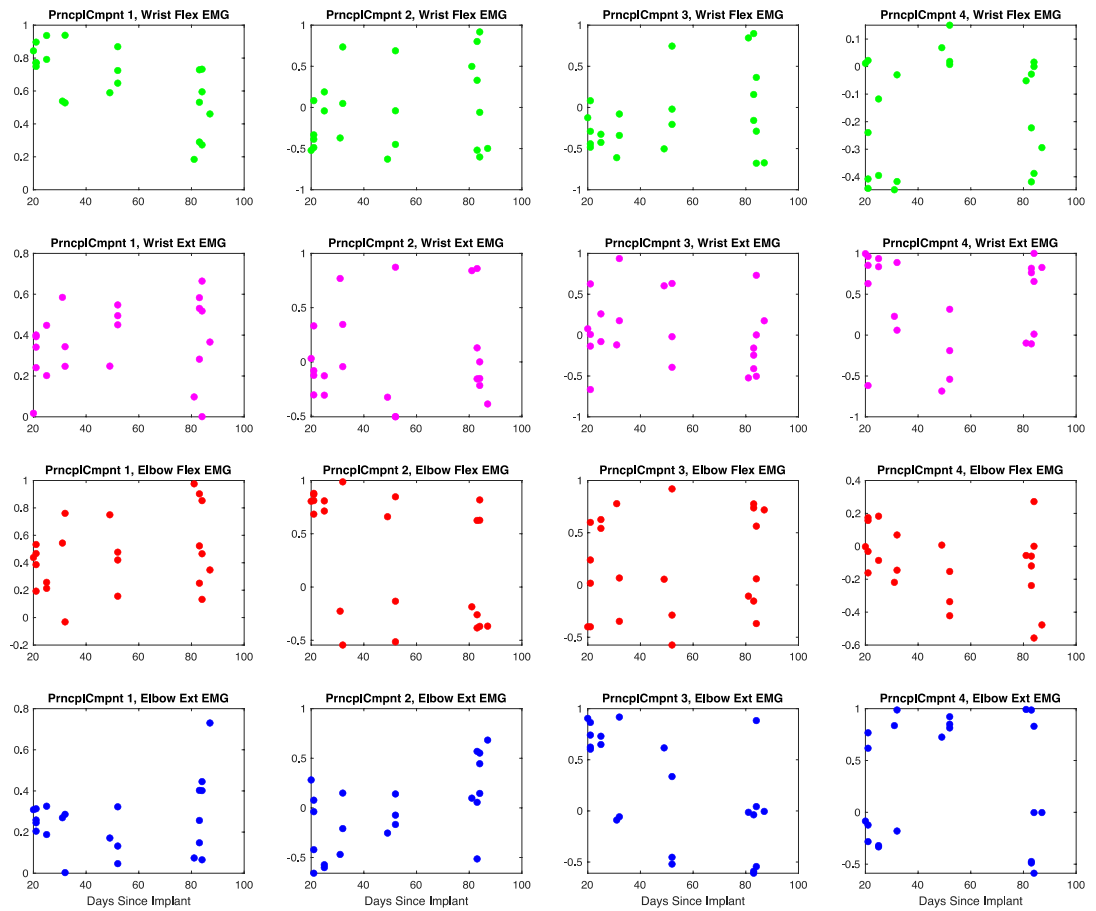 PrncplCmpnt 1, Wrist Flex EMG
1
0.8
0.6
0.4
0.2
0
20 40 60 80 100
PrncplCmpnt 2, Wrist Flex EMG
1
0.5
0
-0.5
1
20 40 60 80 100
PrncplCmpnt 3, Wrist Flex EMG
1
0.5
0
-0.5
-1
20 40 60 80 100
PrncplCmpnt 4, Wrist Flex EMG
0.1
0
-0.1
-0.2
-0.3
-0.4
20 40 60 80 100
PrncplCmpnt 1, Wrist Ext EMG
0.8
0.6
0.4
0.2
0
20 40 60 80 100
PrncplCmpnt 2, Wrist Ext EMG
1
0.5
0
-0.5
20 40 60 80 100
PrncplCmpnt 3, Wrist Ext EMG
1
0.5
0
-0.5
-1
20 40 60 80 100
PrncplCmpnt 4, Wrist Ext EMG
1
0.5
0
-0.5
-1
20 40 60 80 100
PrncplCmpnt 1, Elbow Flex EMG
1
0.8
0.6
0.4
0.2
0
-0.2
20 40 60 80 100
PrncplCmpnt 2, Elbow Flex EMG
1
0.5
0
-0.5
20 40 60 80 100
PrncplCmpnt 3, Elbow Flex EMG
1
0.5
0
-0.5
20 40 60 80 100
PrncplCmpnt 4, Elbow Flex EMG
0.4
0.2
0
-0.2
-0.4
0.6
20 40 60 80 100
PrncplCmpnt 1, Elbow Ext EMG
0.8
0.6
0.4
0.2
0
20 40 60 80 100
Days Since Implant
PrncplCmpnt 2, Elbow Ext EMG
1
0.5
0
-0.5
20 40 60 80 100
Days Since Implant
PrncplCmpnt 3, Elbow Ext EMG
1
0.5
0
-0.5
20 40 60 80 100
Days Since Implant
PrncplCmpnt 4, Elbow Ext EMG
1
0.5
0
-0.5
20 40 60 80 100
Days Since Implant